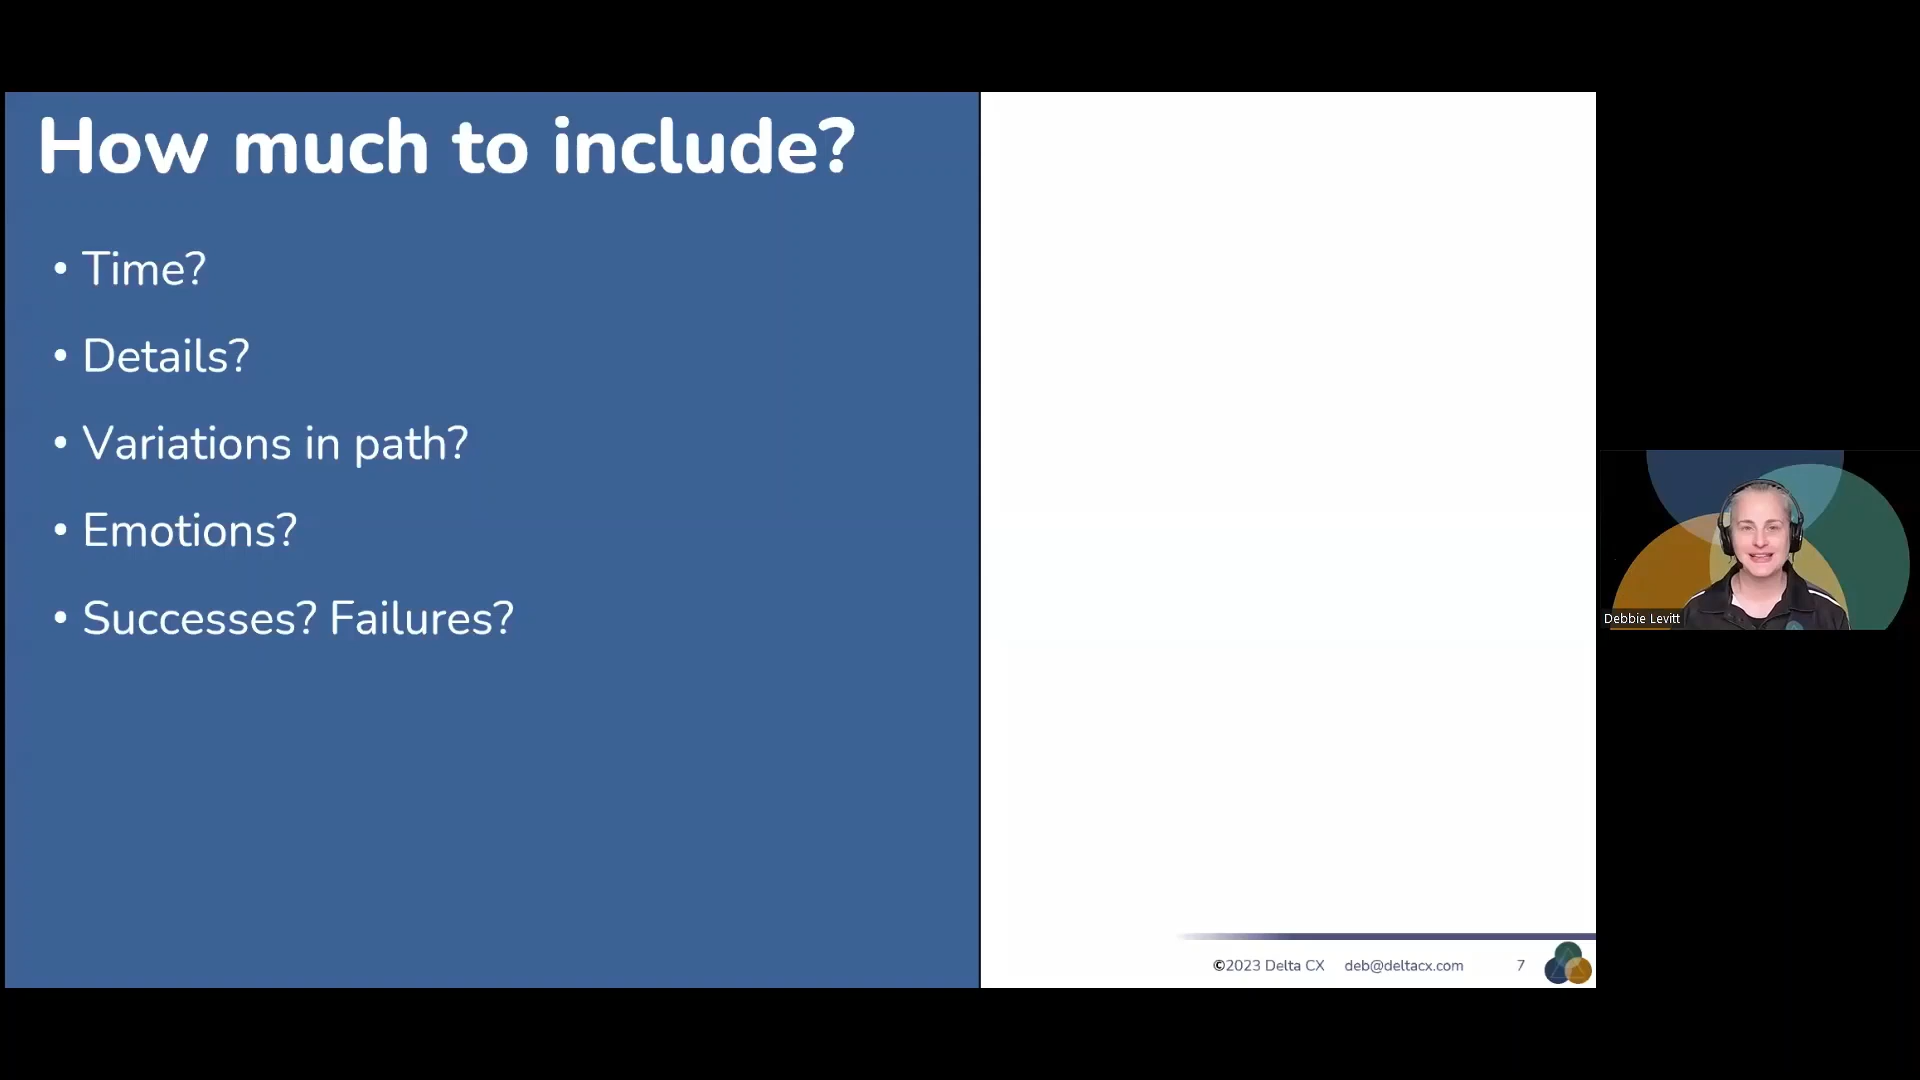 How much to include?
• Time?
• Details?
• Variations in path?
• Emotions?
• Successes? Failures?
Debbie Levitt
©2023 Delta CX deb@deltacx.com 7